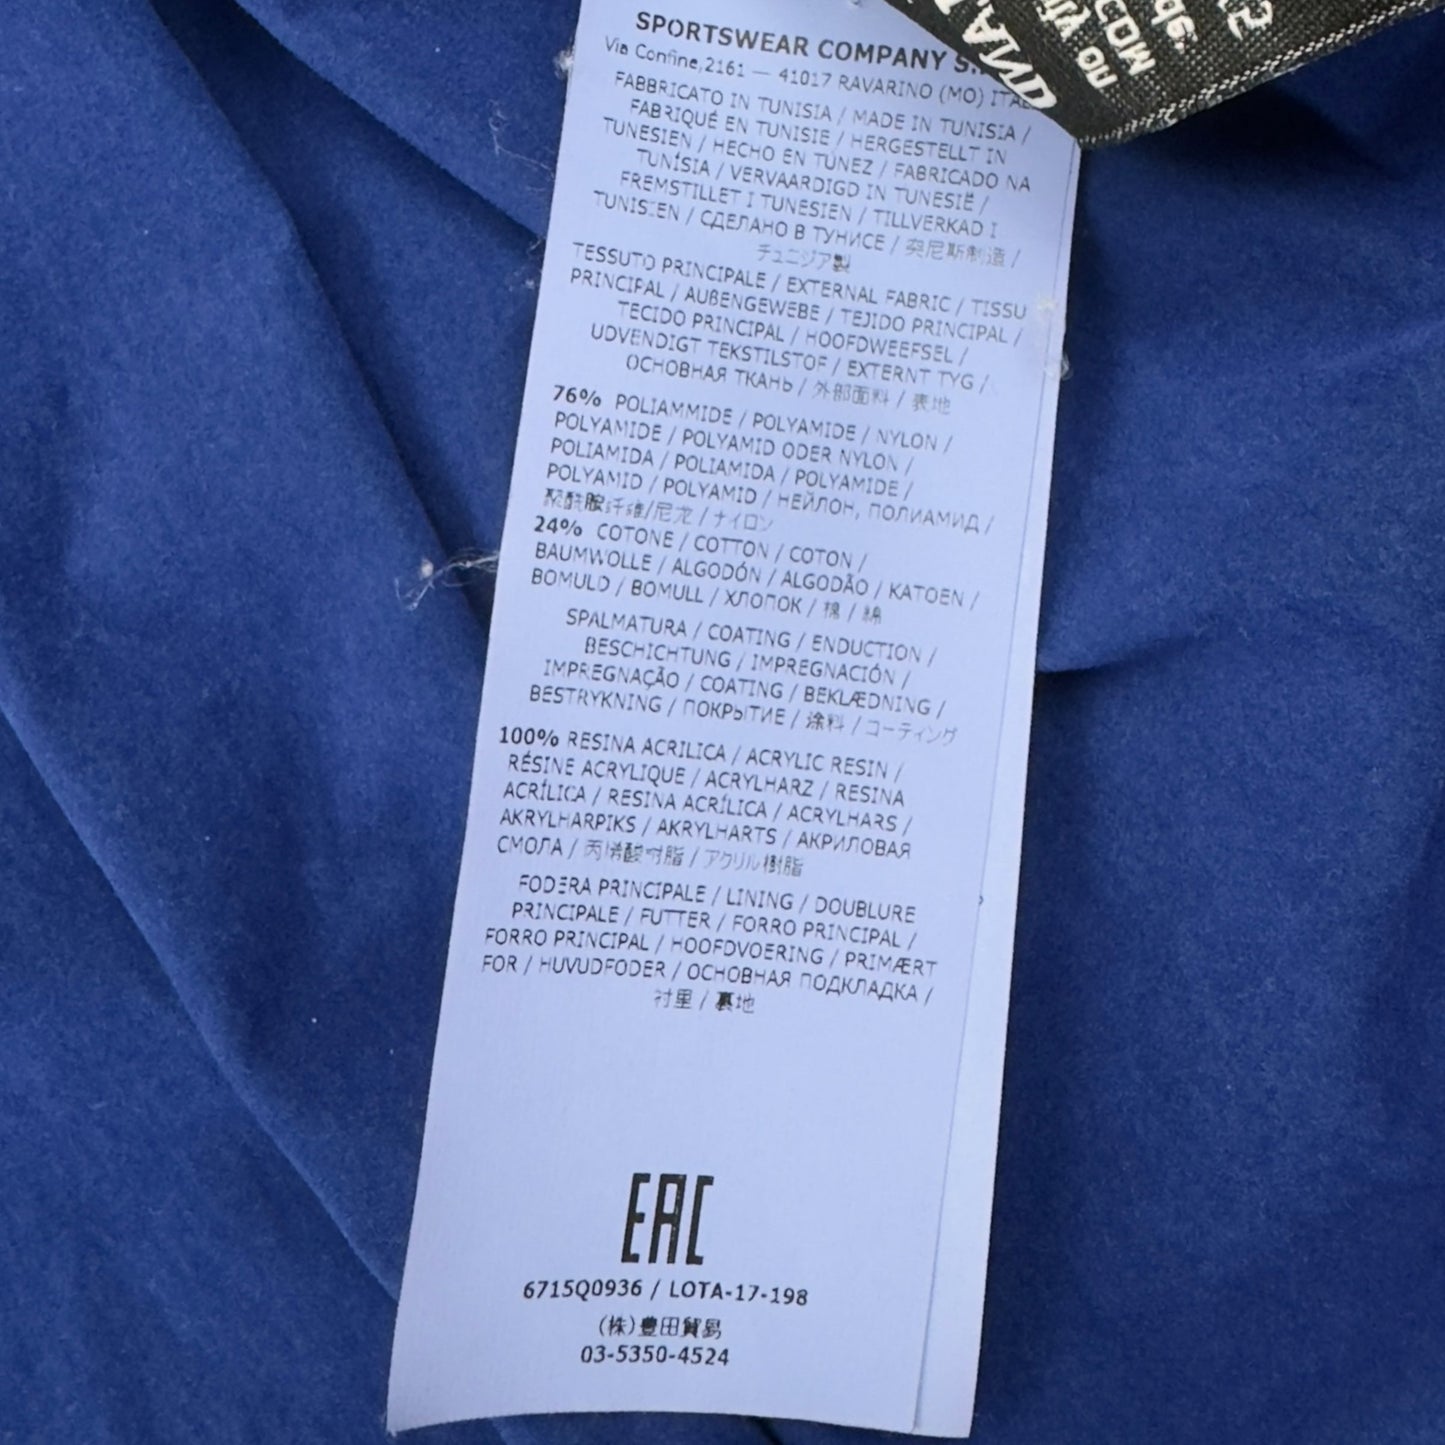 SPORTSWEAR COMPANY
Via Confine,2161 — 41017 RAVARINO (MO)
FABBRICATO IN TUNISIA / MADE IN TUNISIA /
FABRIQUÉ EN TUNISIE / HERGESTELLT IN
TUNESIEN / HECHO EN TÚNEZ / FABRICADO NA
TUNÍSIA / VERVAARDIGD IN TUNESIË /
FREMSTILLET I TUNESIEN / TILLVERKAD I
TUNISIEN / СДЕЛАНО В ТУНИСЕ / 突尼斯制造 /
チュニジア製
TESSUTO PRINCIPALE / EXTERNAL FABRIC / TISSU
PRINCIPAL / AUßENGEWEBE / TEJIDO PRINCIPAL /
TECIDO PRINCIPAL / HOOFDWEEFSEL /
UDVENDIGT TEKSTILSTOF / EXTERNT TYG /
ОСНОВНАЯ ТКАНЬ / 外部面料 / 表地
76% POLIAMMIDE / POLYAMIDE / NYLON /
POLYAMIDE / POLYAMID ODER NYLON /
POLIAMIDA / POLIAMIDA / POLYAMIDE /
POLYAMID / POLYAMID / НЕЙЛОН, ПОЛИАМИД /
聚酰胺纤维/尼龙 / ナイロン
24% COTONE / COTTON / COTON /
BAUMWOLLE / ALGODÓN / ALGODÃO / KATOEN /
BOMULD / BOMULL / ХЛОПОК / 棉 / 綿
SPALMATURA / COATING / ENDUCTION /
BESCHICHTUNG / IMPREGNACIÓN /
IMPREGNAÇÃO / COATING / BEKLÆDNING /
BESTRYKNING / ПОКРЫТИЕ / 涂料 / コーティング
100% RESINA ACRILICA / ACRYLIC RESIN /
RÉSINE ACRYLIQUE / ACRYLHARZ / RESINA
ACRÍLICA / RESINA ACRÍLICA / ACRYLHARS /
AKRYLHARPIKS / AKRYLHARTS / АКРИЛОВАЯ
СМОЛА / 丙烯酸树脂 / アクリル樹脂
FODERA PRINCIPALE / LINING / DOUBLURE
PRINCIPALE / FUTTER / FORRO PRINCIPAL /
FORRO PRINCIPAL / HOOFDVOERING / PRIMÆRT
FOR / HUVUDFODER / ОСНОВНАЯ ПОДКЛАДКА /
衬里 / 裏地
EAC
6715Q0936 / LOTA-17-198
(株)豊田貿易
03-5350-4524